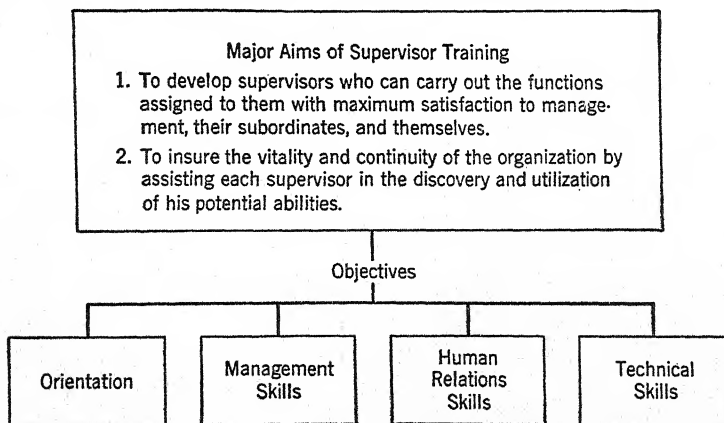 Major Aims of Supervisor Training
1. To develop supervisors who can carry out the functions
assigned to them with maximum satisfaction to manage-
ment, their subordinates, and themselves.
2. To insure the vitality and continuity of the organization by
assisting each supervisor in the discovery and utilization
of his potential abilities.
Objectives
Orientation
Management
Skills
Human
Relations
Skills
Technical
Skills